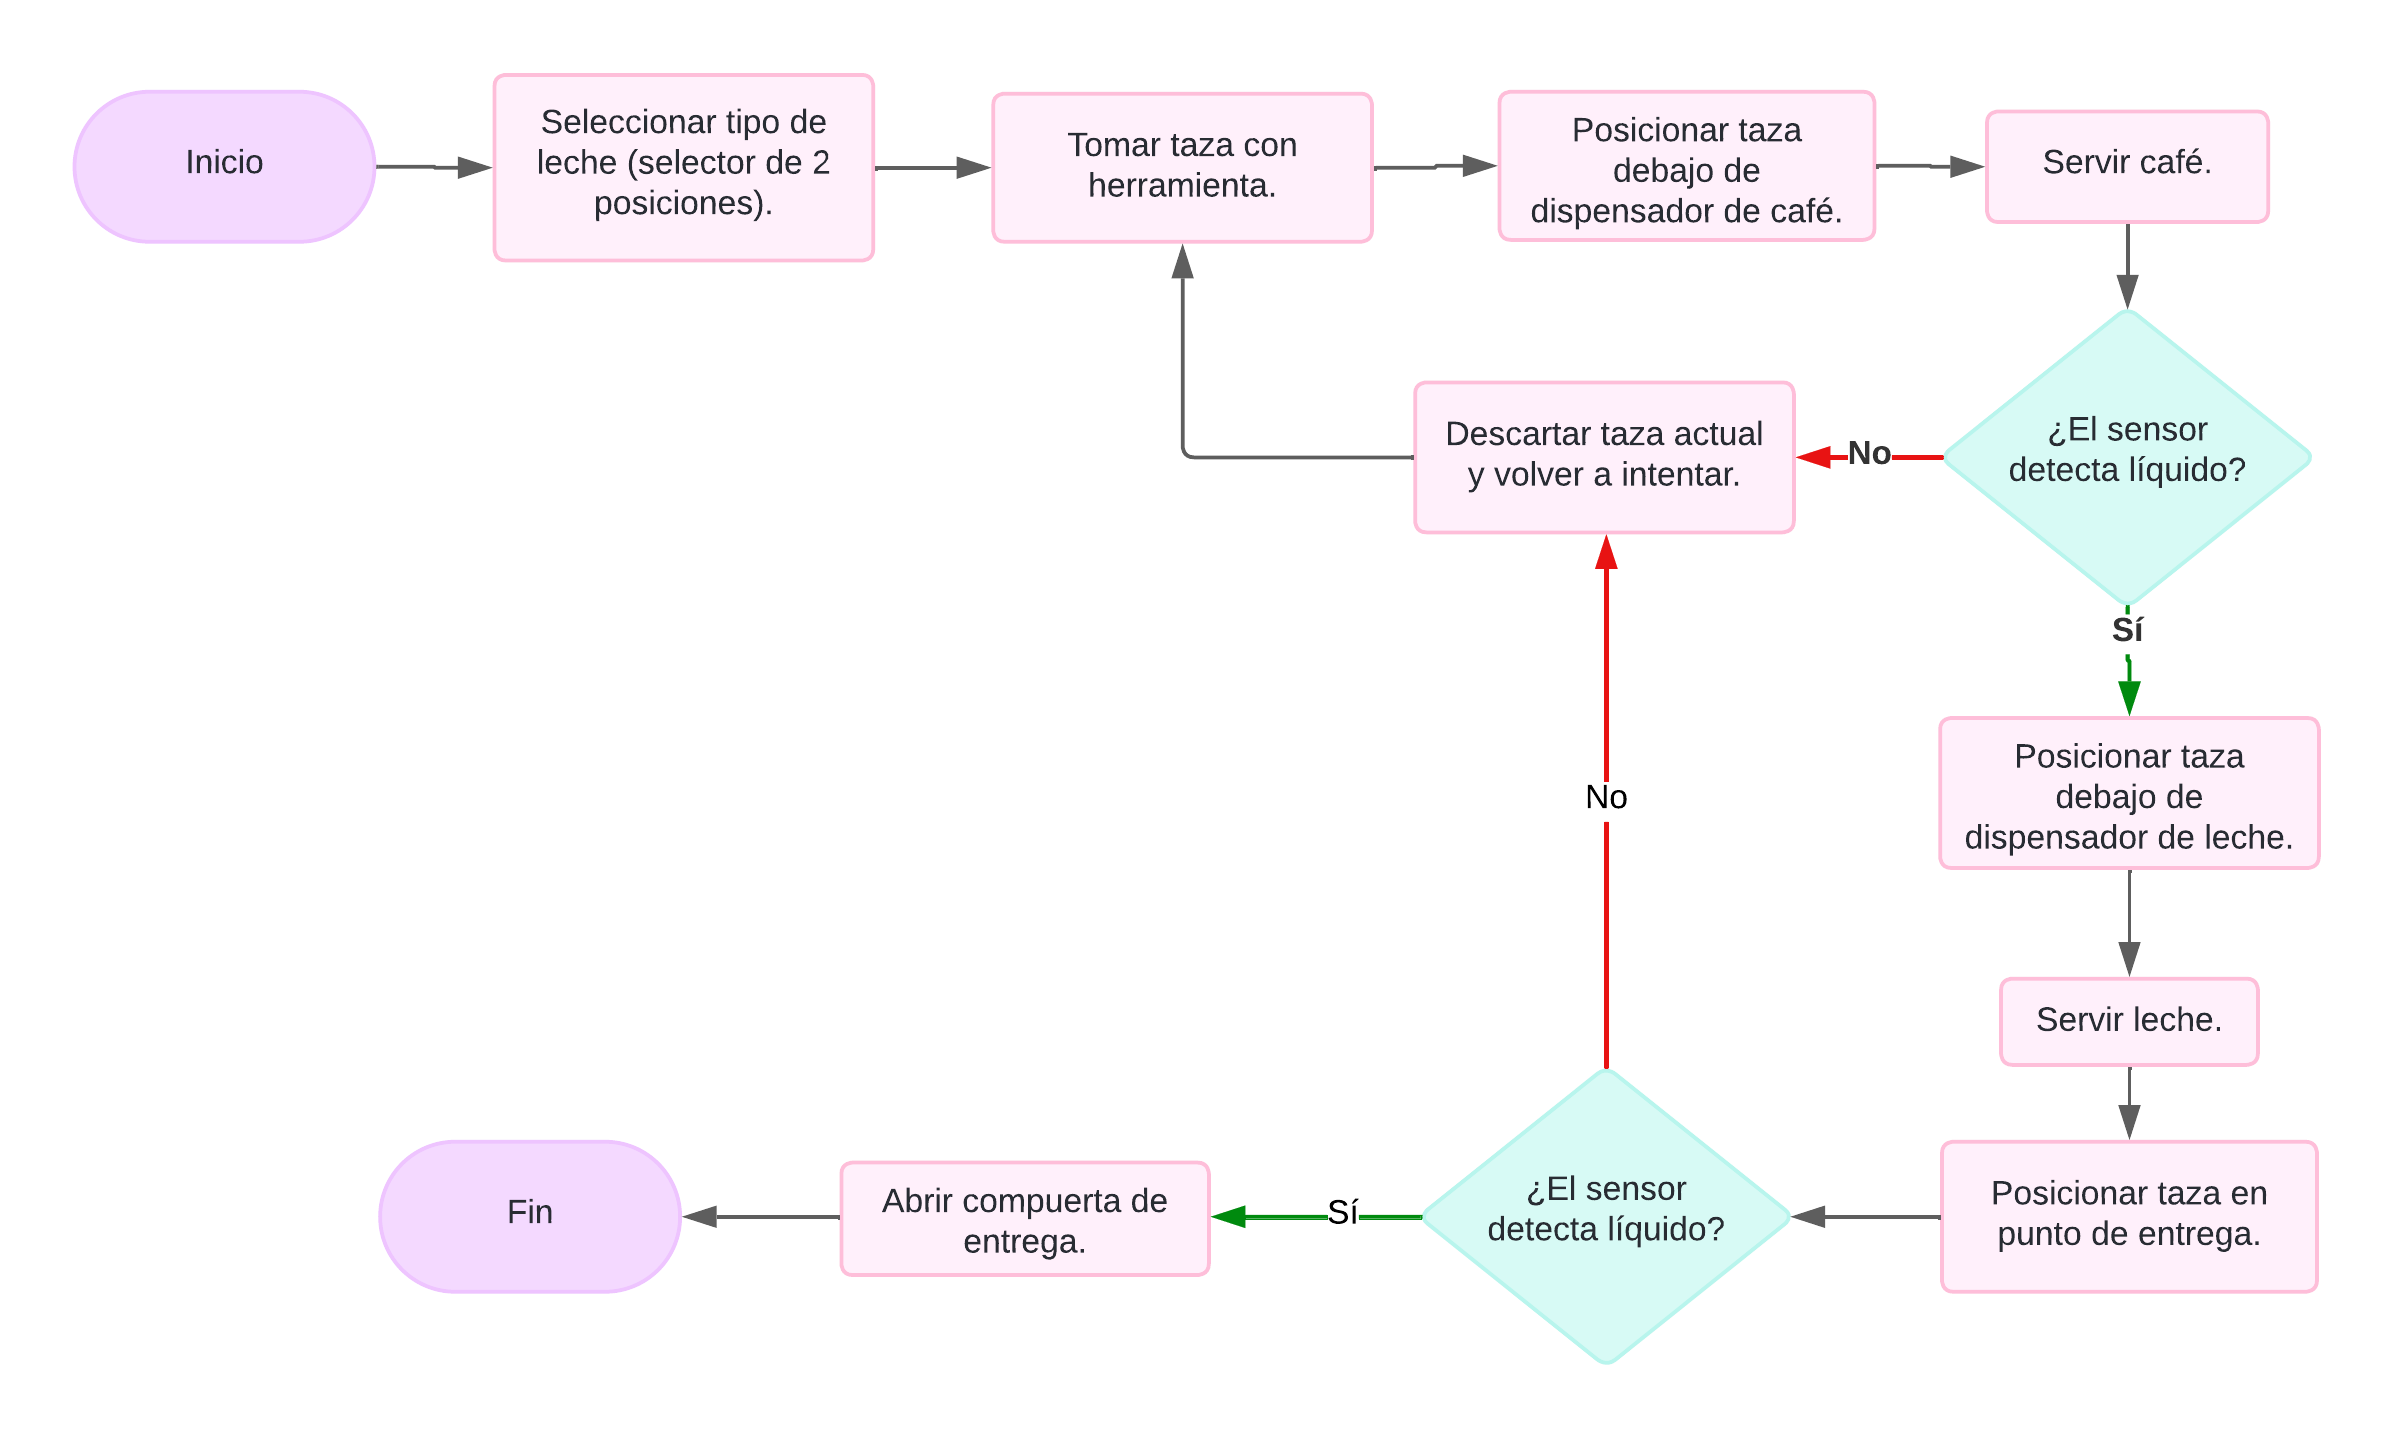 Inicio
Seleccionar tipo de
leche (selector de 2
posiciones).
Tomar taza con
herramienta.
Posicionar taza
debajo de
dispensador de café.
Servir café.
¿El sensor
detecta líquido?
No
Descartar taza actual
y volver a intentar.
Sí
Posicionar taza
debajo de
dispensador de leche.
Servir leche.
Posicionar taza en
punto de entrega.
¿El sensor
detecta líquido?
No
Sí
Abrir compuerta de
entrega.
Fin